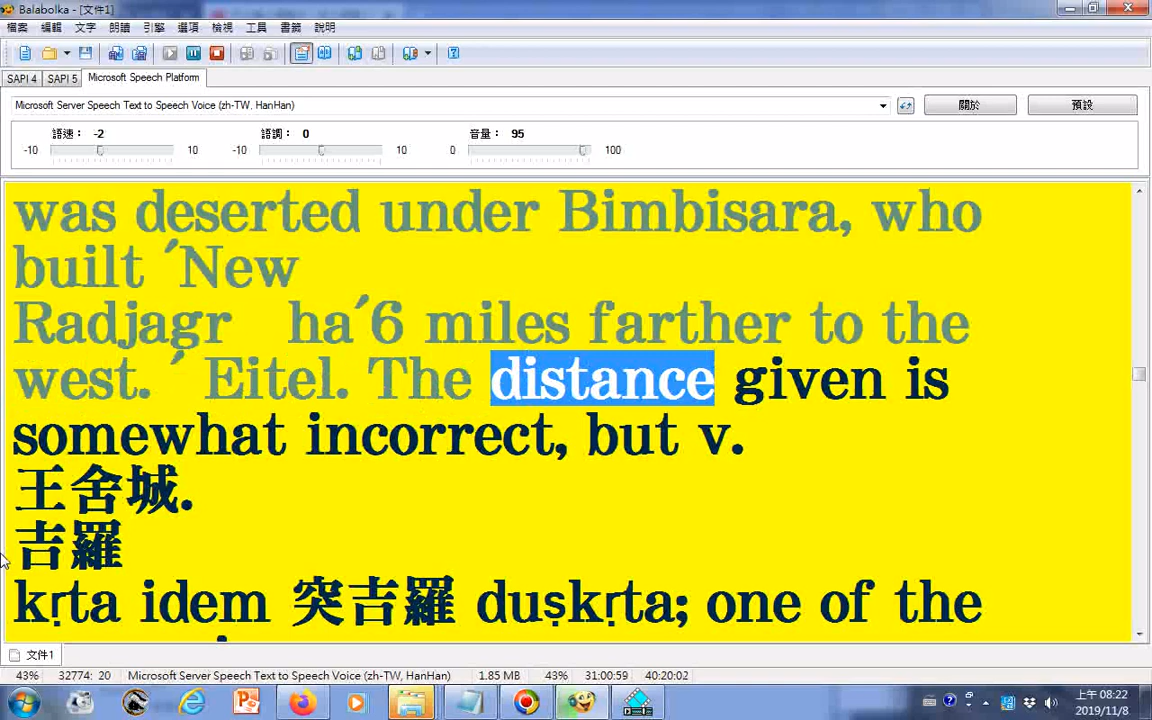 Balabolka - [文件1]
檔案 編輯 文字 朗讀 引擎 選項 檢視 工具 書籤 說明
SAPI 4 SAPI 5 Microsoft Speech Platform
Microsoft Server Speech Text to Speech Voice (zh-TW, HanHan)
關於 預設
語速： -2 語調： 0 音量： 95
-10 10 -10 10 0 100
was deserted under Bimbisara, who
built ´New
Radjagr ha´6 miles farther to the
west. ´ Eitel. The distance given is
somewhat incorrect, but v.
王舍城.
吉羅
kṛta idem 突吉羅 duṣkṛta; one of the
文件1
43% 32774: 20 Microsoft Server Speech Text to Speech Voice (zh-TW, HanHan) 1.85 MB 43% 31:00:59 40:20:02
上午 08:22
2019/11/8